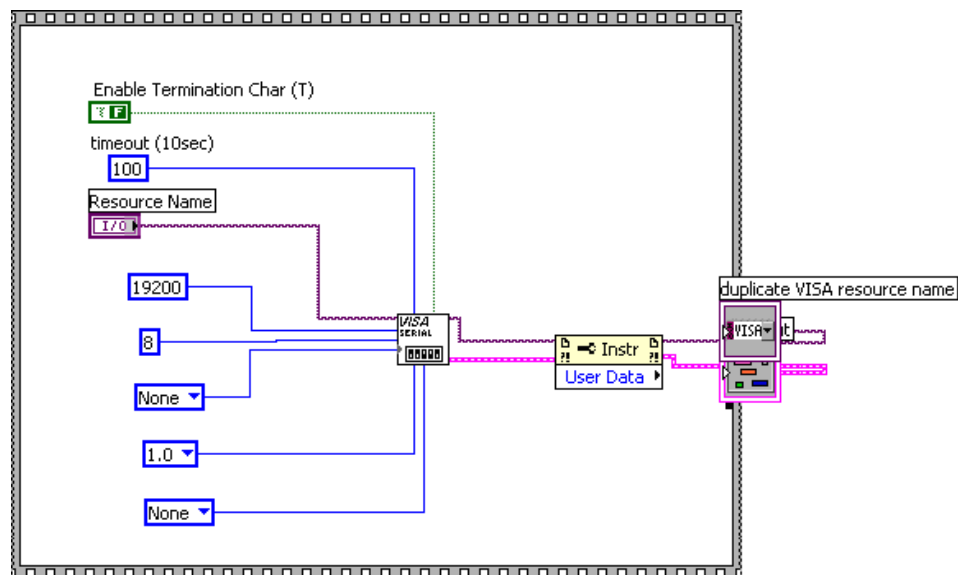 Enable Termination Char (T)
F
timeout (10sec)
100
Resource Name
I/O
19200
8
None
1.0
None
VISA
SERIAL
Instr
User Data
duplicate VISA resource name
VISA